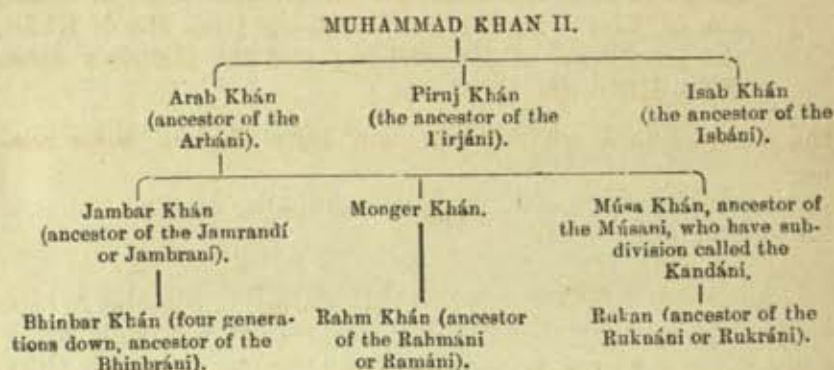 MUHAMMAD KHAN II.
Arab Khán
(ancestor of the
Arbáni).
Piruj Khán
(the ancestor of the
Pirjáni).
Isab Khán
(the ancestor of the
Isbáni).
Jambar Khán
(ancestor of the Jamrandí
or Jambraní).
Monger Khán.
Músa Khán, ancestor of
the Músani, who have sub-
division called the
Kandáni,
Bhinbar Khán (four genera-
tions down, ancestor of the
Bhinbráni).
Rahm Khán (ancestor
of the Rahmáni
or Ramáni).
Rukan (ancestor of the
Ruknáni or Rukráni).